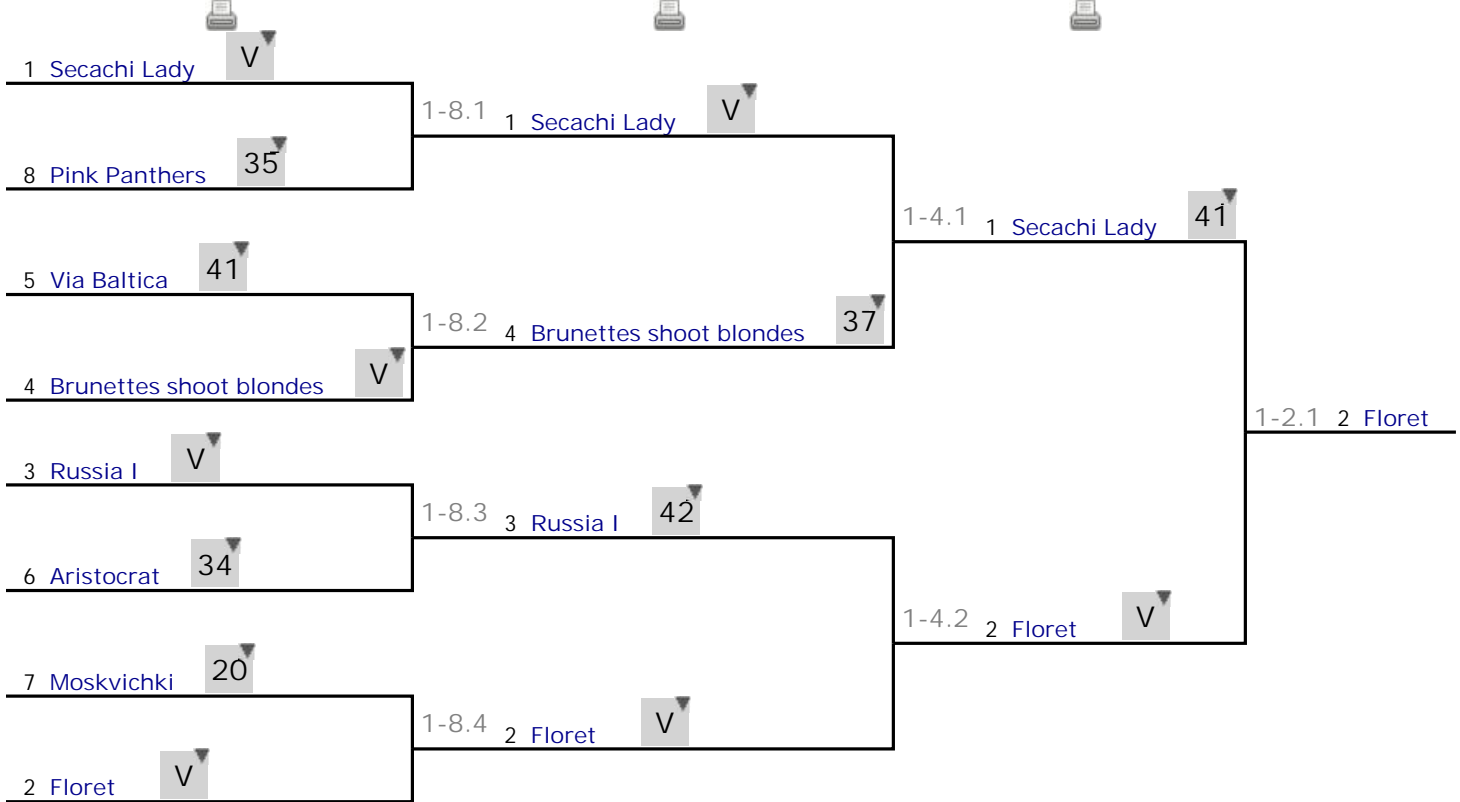 1 Secachi Lady V
8 Pink Panthers 35
5 Via Baltica 41
4 Brunettes shoot blondes V
3 Russia I V
6 Aristocrat 34
7 Moskvichki 20
2 Floret V
1-8.1 1 Secachi Lady V
1-8.2 4 Brunettes shoot blondes 37
1-8.3 3 Russia I 42
1-8.4 2 Floret V
1-4.1 1 Secachi Lady 41
1-4.2 2 Floret V
1-2.1 2 Floret